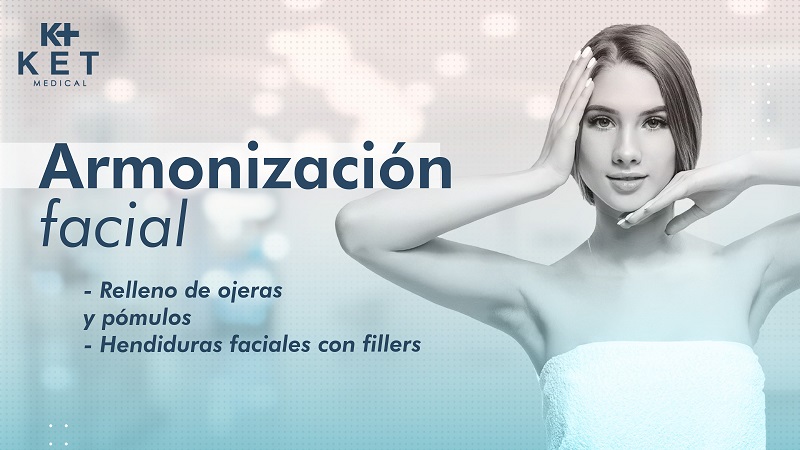 K+
KET
MEDICAL
Armonización
facial
- Relleno de ojeras
y pómulos
- Hendiduras faciales con fillers